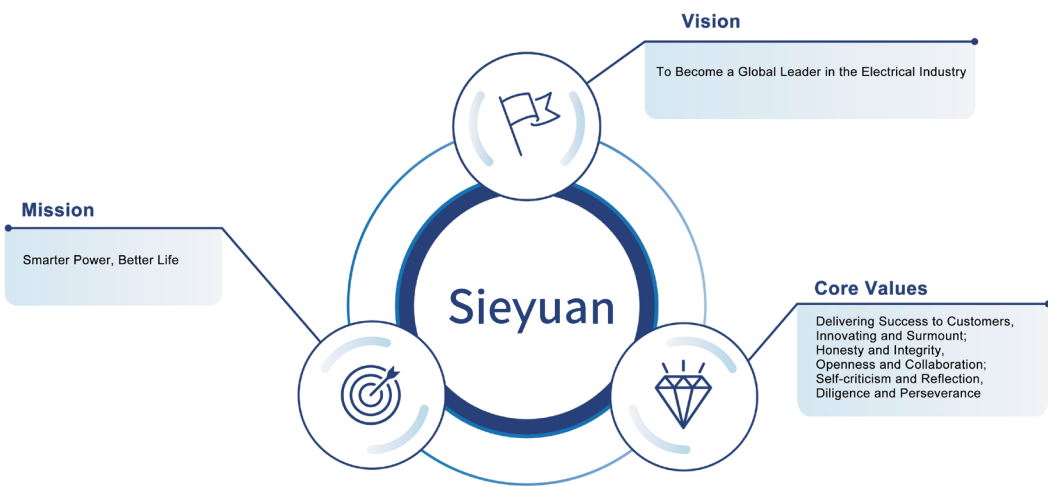 Vision
To Become a Global Leader in the Electrical Industry
Mission
Smarter Power, Better Life
Sieyuan
Core Values
Delivering Success to Customers,
Innovating and Surmount;
Honesty and Integrity,
Openness and Collaboration;
Self-criticism and Reflection,
Diligence and Perseverance